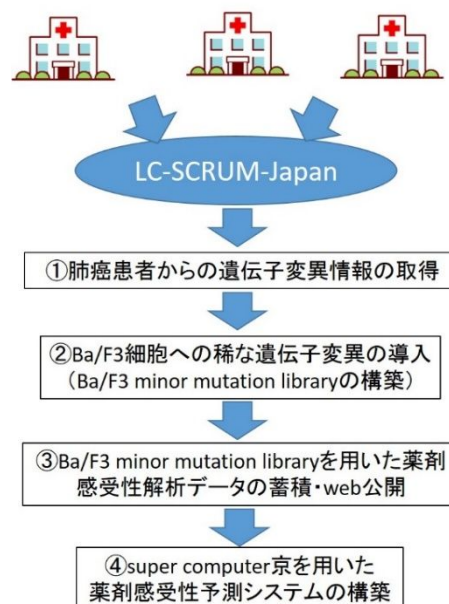 LC-SCRUM-Japan
①肺癌患者からの遺伝子変異情報の取得
②Ba/F3細胞への稀な遺伝子変異の導入
（Ba/F3 minor mutation libraryの構築）
③Ba/F3 minor mutation libraryを用いた薬剤
感受性解析データの蓄積・web公開
④super computer京を用いた
薬剤感受性予測システムの構築